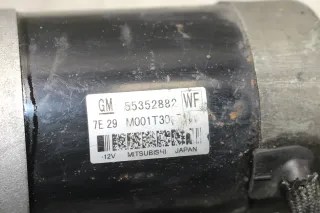 GM 55352882 WF
7E 29 M001T30
12V MITSUBISHI JAPAN